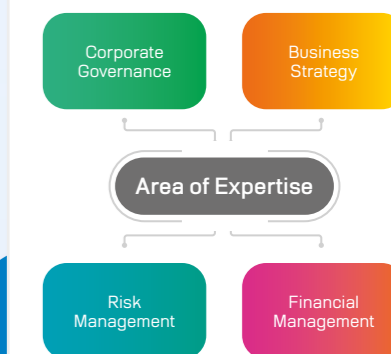 Corporate
Governance
Business
Strategy
Area of Expertise
Risk
Management
Financial
Management